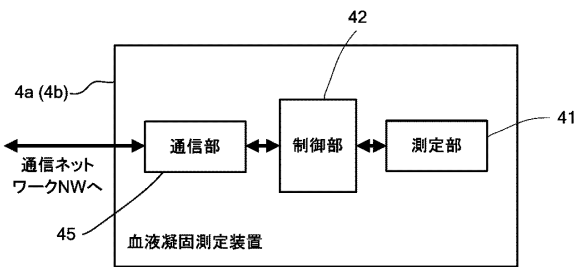 42
4a (4b)
通信部
制御部
測定部
41
通信ネット
ワークNWへ
45
血液凝固測定装置